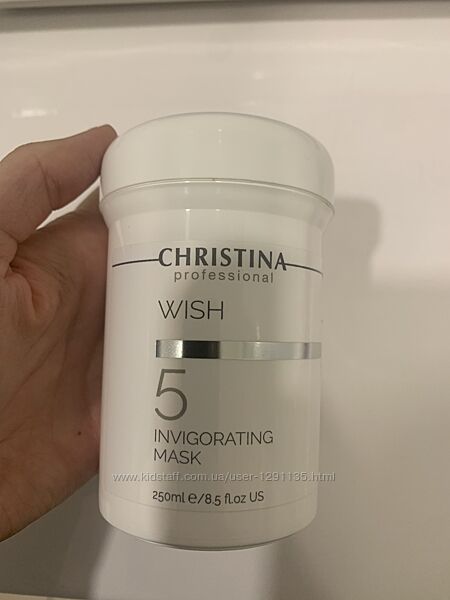 CHRISTINA
professional
WISH
5
INVIGORATING
MASK
www.kidstaff.com.ua/user-1291135.html
250ml ℮/8.5 fl.oz US